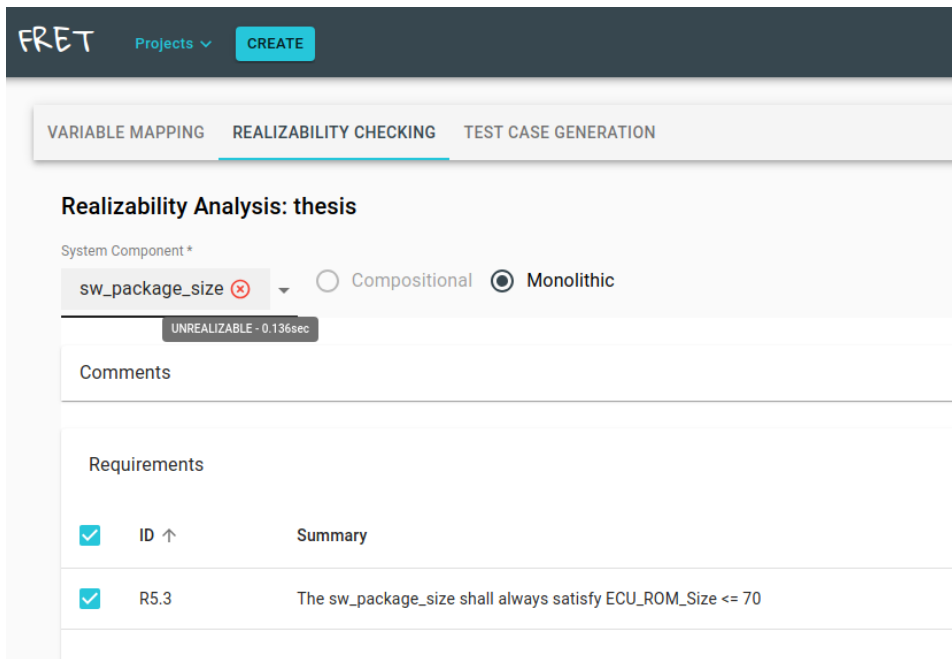 FRET Projects CREATE
VARIABLE MAPPING REALIZABILITY CHECKING TEST CASE GENERATION
Realizability Analysis: thesis
System Component *
sw_package_size Compositional Monolithic
UNREALIZABLE - 0.136sec
Comments
Requirements
ID Summary
R5.3 The sw_package_size shall always satisfy ECU_ROM_Size <= 70